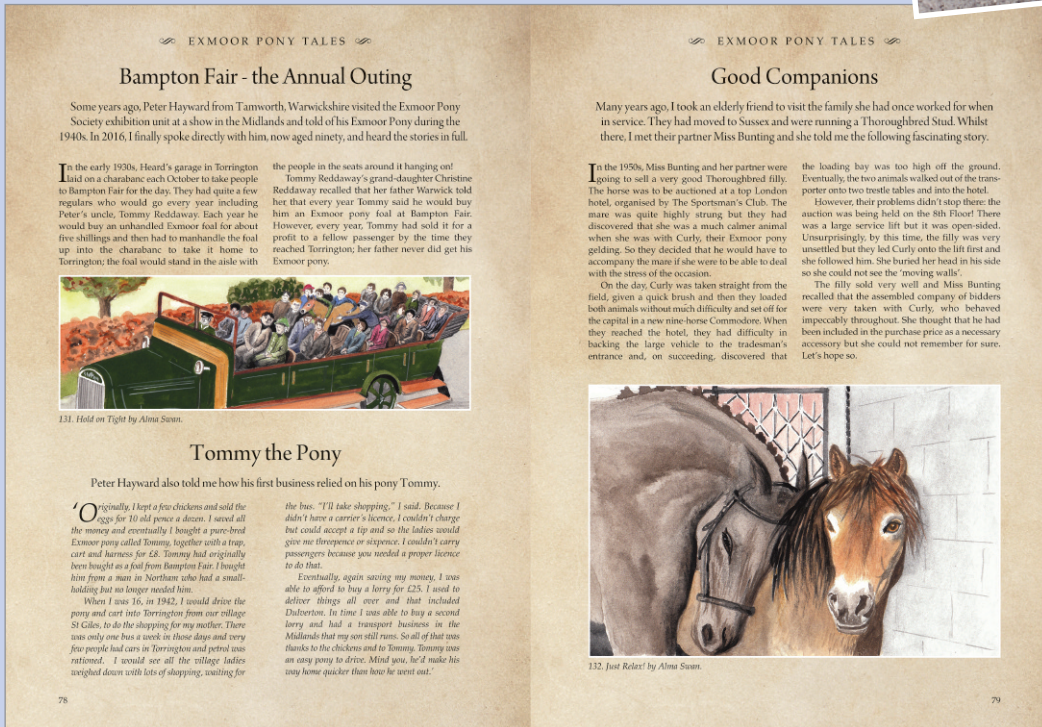 EXMOOR PONY TALES
Bampton Fair - the Annual Outing
Some years ago, Peter Hayward from Tamworth, Warwickshire visited the Exmoor Pony
Society exhibition unit at a show in the Midlands and told of his Exmoor Pony during the
1940s. In 2016, I finally spoke directly with him, now aged ninety, and heard the stories in full.
In the early 1930s, Heard's garage in Torrington
laid on a charabanc each October to take people
to Bampton Fair for the day. They had quite a few
regulars who would go every year including
Peter's uncle, Tommy Reddaway. Each year he
would buy an unhandled Exmoor foal for about
five shillings and then had to manhandle the foal
up into the charabanc to take it home to
Torrington; the foal would stand in the aisle with
the people in the seats around it hanging on!
Tommy Reddaway's grand-daughter Christine
Reddaway recalled that her father Warwick told
her that every year Tommy said he would buy
him an Exmoor pony foal at Bampton Fair.
However, every year, Tommy had sold it for a
profit to a fellow passenger by the time they
reached Torrington; her father never did get his
Exmoor pony.
131. Hold on Tight by Alma Swan.
Tommy the Pony
Peter Hayward also told me how his first business relied on his pony Tommy.
'Originally, I kept a few chickens and sold the
eggs for 10 old pence a dozen. I saved all
the money and eventually I bought a pure-bred
Exmoor pony called Tommy, together with a trap,
cart and harness for £8. Tommy had originally
been bought as a foal from Bampton Fair. I bought
him from a man in Northam who had a small-
holding but no longer needed him.
When I was 16, in 1942, I would drive the
pony and cart into Torrington from our village
St Giles, to do the shopping for my mother. There
was only one bus a week in those days and very
few people had cars in Torrington and petrol was
rationed. I would see all the village ladies
weighed down with lots of shopping, waiting for
the bus. "I'll take shopping," I said. Because I
didn't have a carrier's licence, I couldn't charge
but could accept a tip and so the ladies would
give me threepence or sixpence. I couldn't carry
passengers because you needed a proper licence
to do that.
Eventually, again saving my money, I was
able to afford to buy a lorry for £25. I used to
deliver things all over and that included
Dulverton. In time I was able to buy a second
lorry and had a transport business in the
Midlands that my son still runs. So all of that was
thanks to the chickens and to Tommy. Tommy was
an easy pony to drive. Mind you, he'd make his
way home quicker than how he went out.'
78
EXMOOR PONY TALES
Good Companions
Many years ago, I took an elderly friend to visit the family she had once worked for when
in service. They had moved to Sussex and were running a Thoroughbred Stud. Whilst
there, I met their partner Miss Bunting and she told me the following fascinating story.
In the 1950s, Miss Bunting and her partner were
going to sell a very good Thoroughbred filly.
The horse was to be auctioned at a top London
hotel, organised by The Sportsman's Club. The
mare was quite highly strung but they had
discovered that she was a much calmer animal
when she was with Curly, their Exmoor pony
gelding. So they decided that he would have to
accompany the mare if she were to be able to deal
with the stress of the occasion.
On the day, Curly was taken straight from the
field, given a quick brush and then they loaded
both animals without much difficulty and set off for
the capital in a new nine-horse Commodore. When
they reached the hotel, they had difficulty in
backing the large vehicle to the tradesman's
entrance and, on succeeding, discovered that
the loading bay was too high off the ground.
Eventually, the two animals walked out of the trans-
porter onto two trestle tables and into the hotel.
However, their problems didn't stop there: the
auction was being held on the 8th Floor! There
was a large service lift but it was open-sided.
Unsurprisingly, by this time, the filly was very
unsettled but they led Curly onto the lift first and
she followed him. She buried her head in his side
so she could not see the 'moving walls'.
The filly sold very well and Miss Bunting
recalled that the assembled company of bidders
were very taken with Curly, who behaved
impeccably throughout. She thought that he had
been included in the purchase price as a necessary
accessory but she could not remember for sure.
Let's hope so.
132. Just Relax! by Alma Swan.
79